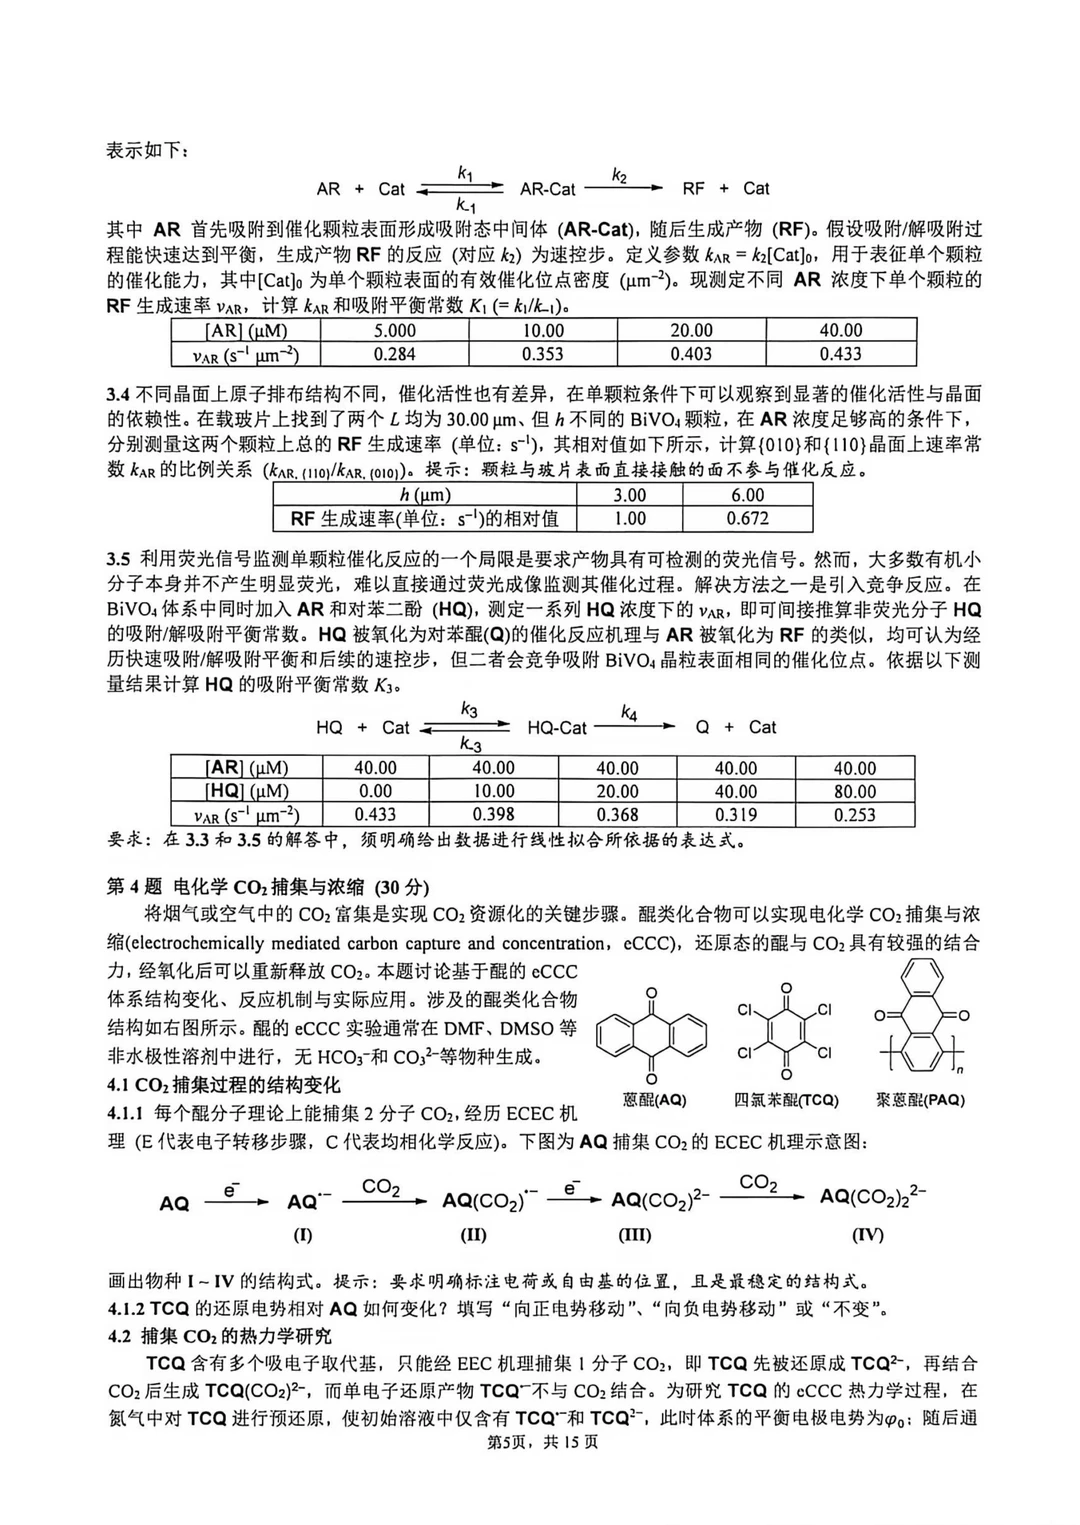 表示如下：
AR + Cat ⇌ AR-Cat → RF + Cat
k1
k-1
k2
其中 AR 首先吸附到催化颗粒表面形成吸附态中间体 (AR-Cat)，随后生成产物 (RF)。假设吸附/解吸附过
程能快速达到平衡，生成产物 RF 的反应（对应 k₂）为速控步。定义参数 kAR = k₂[Cat]₀，用于表征单个颗粒
的催化能力，其中[Cat]₀ 为单个颗粒表面的有效催化位点密度 (μm⁻²)。现测定不同 AR 浓度下单个颗粒的
RF 生成速率 vAR，计算 kAR 和吸附平衡常数 K₁ (= k₁/k₋₁)。
[AR] (μM) 5.000 10.00 20.00 40.00
vAR (s⁻¹ μm⁻²) 0.284 0.353 0.403 0.433
3.4 不同晶面上原子排布结构不同，催化活性也有差异，在单颗粒条件下可以观察到显著的催化活性与晶面
的依赖性。在载玻片上找到了两个 L 均为 30.00 μm、但 h 不同的 BiVO₄ 颗粒，在 AR 浓度足够高的条件下，
分别测量这两个颗粒上总的 RF 生成速率（单位：s⁻¹），其相对值如下所示，计算{010}和{110}晶面上速率常
数 kAR 的比例关系 (kAR, {110}/kAR, {010})。提示：颗粒与玻片表面直接接触的面不参与催化反应。
h (μm) 3.00 6.00
RF 生成速率(单位：s⁻¹)的相对值 1.00 0.672
3.5 利用荧光信号监测单颗粒催化反应的一个局限是要求产物具有可检测的荧光信号。然而，大多数有机小
分子本身并不产生明显荧光，难以直接通过荧光成像监测其催化过程。解决方法之一是引入竞争反应。在
BiVO₄ 体系中同时加入 AR 和对苯二酚 (HQ)，测定一系列 HQ 浓度下的 vAR，即可间接推算非荧光分子 HQ
的吸附/解吸附平衡常数。HQ 被氧化为对苯醌(Q)的催化反应机理与 AR 被氧化为 RF 的类似，均可认为经
历快速吸附/解吸附平衡和后续的速控步，但二者会竞争吸附 BiVO₄ 晶粒表面相同的催化位点。依据以下测
量结果计算 HQ 的吸附平衡常数 K₃。
HQ + Cat ⇌ HQ-Cat → Q + Cat
k3
k-3
k4
[AR] (μM) 40.00 40.00 40.00 40.00 40.00
[HQ] (μM) 0.00 10.00 20.00 40.00 80.00
vAR (s⁻¹ μm⁻²) 0.433 0.398 0.368 0.319 0.253
要求：在 3.3 和 3.5 的解答中，须明确给出数据进行线性拟合所依据的表达式。
第 4 题 电化学 CO₂ 捕集与浓缩 (30 分)
将烟气或空气中的 CO₂ 富集是实现 CO₂ 资源化的关键步骤。醌类化合物可以实现电化学 CO₂ 捕集与浓
缩(electrochemically mediated carbon capture and concentration，eCCC)，还原态的醌与 CO₂ 具有较强的结合
力，经氧化后可以重新释放 CO₂。本题讨论基于醌的 eCCC
体系结构变化、反应机制与实际应用。涉及的醌类化合物
结构如右图所示。醌的 eCCC 实验通常在 DMF、DMSO 等
非水极性溶剂中进行，无 HCO₃⁻和 CO₃²⁻等物种生成。
O
O
蒽醌(AQ)
O
Cl Cl
Cl Cl
O
四氯苯醌(TCQ)
O O
n
聚蒽醌(PAQ)
4.1 CO₂ 捕集过程的结构变化
4.1.1 每个醌分子理论上能捕集 2 分子 CO₂，经历 ECEC 机
理（E 代表电子转移步骤，C 代表均相化学反应）。下图为 AQ 捕集 CO₂ 的 ECEC 机理示意图：
AQ —e⁻→ AQ•⁻ —CO₂→ AQ(CO₂)•⁻ —e⁻→ AQ(CO₂)²⁻ —CO₂→ AQ(CO₂)₂²⁻
(I) (II) (III) (IV)
画出物种 I ~ IV 的结构式。提示：要求明确标注电荷或自由基的位置，且是最稳定的结构式。
4.1.2 TCQ 的还原电势相对 AQ 如何变化？填写“向正电势移动”、“向负电势移动”或“不变”。
4.2 捕集 CO₂ 的热力学研究
TCQ 含有多个吸电子取代基，只能经 EEC 机理捕集 1 分子 CO₂，即 TCQ 先被还原成 TCQ²⁻，再结合
CO₂ 后生成 TCQ(CO₂)²⁻，而单电子还原产物 TCQ•⁻不与 CO₂ 结合。为研究 TCQ 的 eCCC 热力学过程，在
氮气中对 TCQ 进行预还原，使初始溶液中仅含有 TCQ•⁻和 TCQ²⁻，此时体系的平衡电极电势为φ₀；随后通
第5页，共 15 页